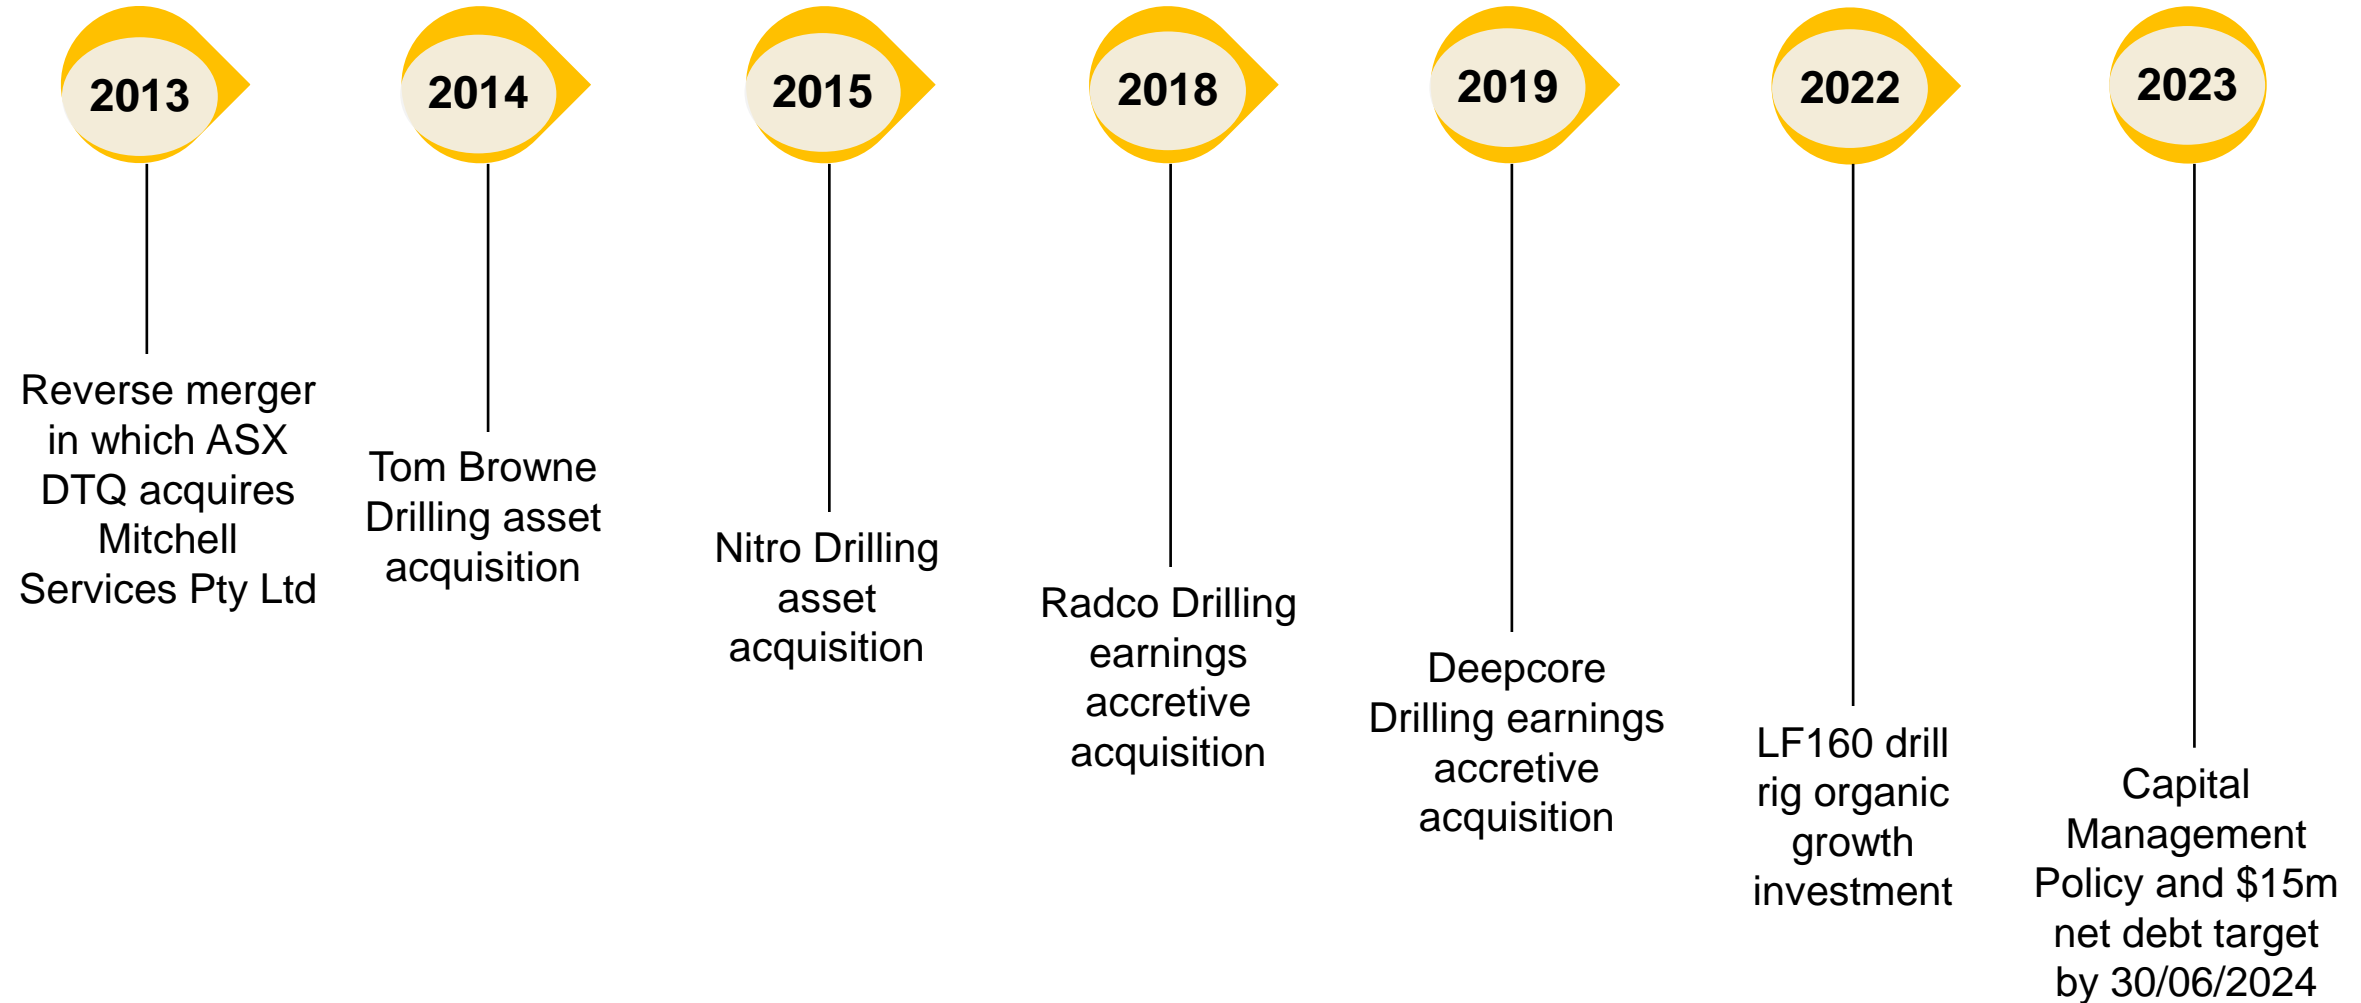 2013
Reverse merger
in which ASX
DTQ acquires
Mitchell
Services Pty Ltd
2014
Tom Browne
Drilling asset
acquisition
2015
Nitro Drilling
asset
acquisition
2018
Radco Drilling
earnings
accretive
acquisition
2019
Deepcore
Drilling earnings
accretive
acquisition
2022
LF160 drill
rig organic
growth
investment
2023
Capital
Management
Policy and $15m
net debt target
by 30/06/2024